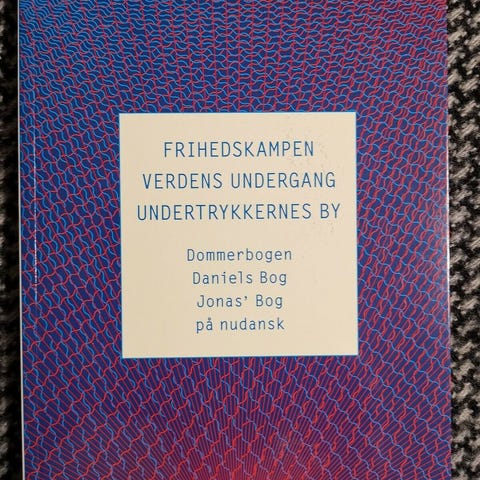 FRIHEDSKAMPEN
VERDENS UNDERGANG
UNDERTRYKKERNES BY
Dommerbogen
Daniels Bog
Jonas' Bog
på nudansk